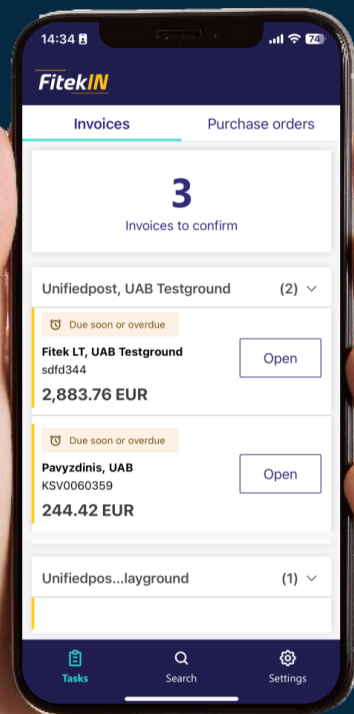 14:34
74
FitekIN
Invoices
Purchase orders
3
Invoices to confirm
Unifiedpost, UAB Testground
(2)
Due soon or overdue
Fitek LT, UAB Testground
sdfd344
2,883.76 EUR
Open
Due soon or overdue
Pavyzdinis, UAB
KSV0060359
244.42 EUR
Open
Unifiedpos...layground
(1)
Tasks
Search
Settings